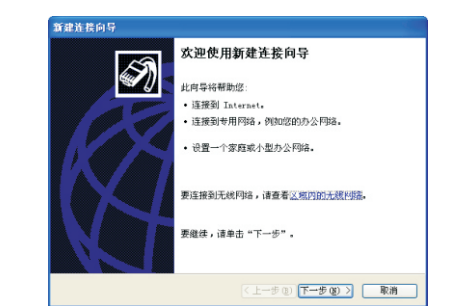 新建连接向导
欢迎使用新建连接向导
此向导将帮助您:
• 连接到 Internet。
• 连接到专用网络，例如您的办公网络。
• 设置一个家庭或小型办公网络。
要连接到无线网络，请查看区域内的无线网络。
要继续，请单击“下一步”。
< 上一步(B)
下一步(N) >
取消